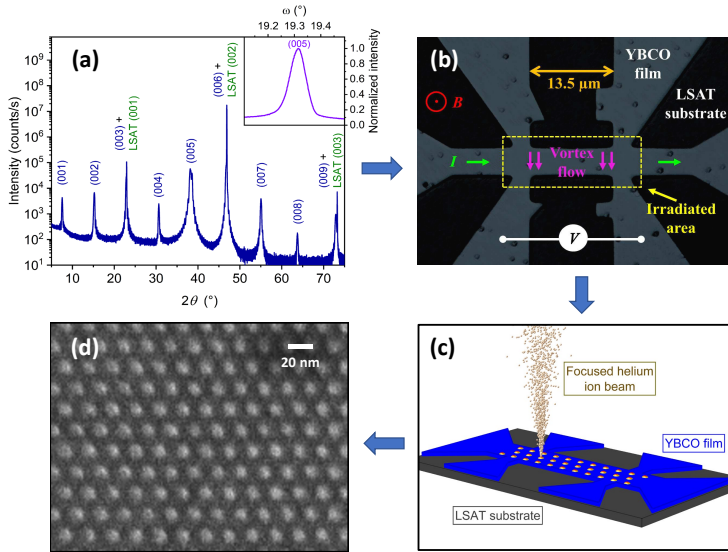 ω (°)
19.2 19.3 19.4
(a)
(005)
1.0
0.8
0.6
0.4
0.2
0.0
Normalized intensity
10⁹
10⁸
10⁷
10⁶
10⁵
10⁴
10³
10²
10¹
Intensity (counts/s)
(001)
(002)
(003) +
LSAT (001)
(004)
(005)
(006) +
LSAT (002)
(007)
(008)
(009) +
LSAT (003)
10 20 30 40 50 60 70
2θ (°)
(b)
YBCO
film
13.5 µm
LSAT
substrate
B
I
Vortex
flow
Irradiated
area
V
(d)
20 nm
(c)
Focused helium
ion beam
YBCO film
LSAT substrate